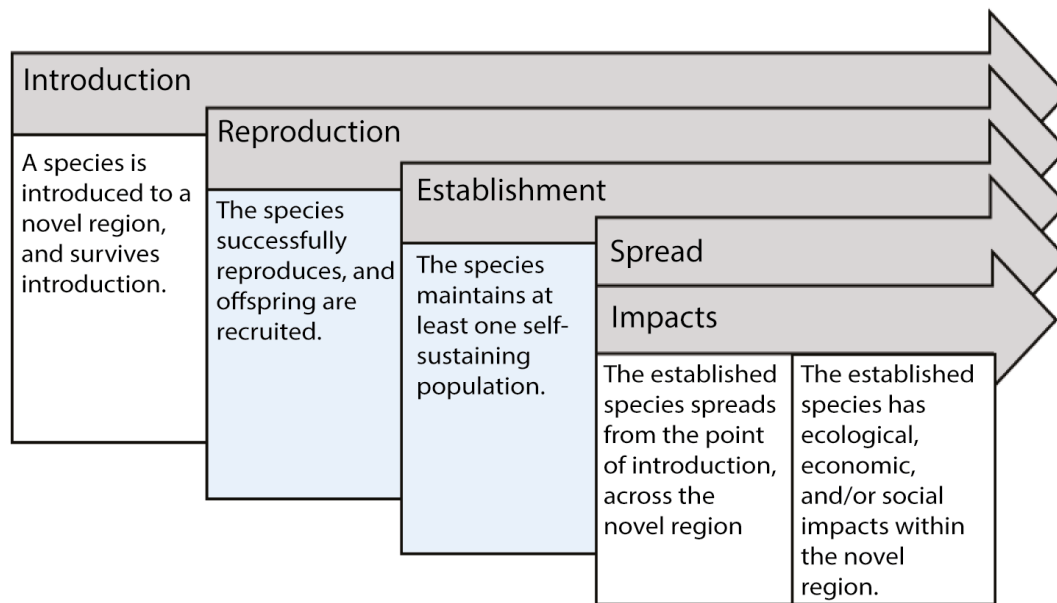 Introduction
A species is
introduced to a
novel region,
and survives
introduction.
Reproduction
The species
successfully
reproduces, and
offspring are
recruited.
Establishment
The species
maintains at
least one self-
sustaining
population.
Spread
Impacts
The established
species spreads
from the point
of introduction,
across the
novel region
The established
species has
ecological,
economic,
and/or social
impacts within
the novel
region.